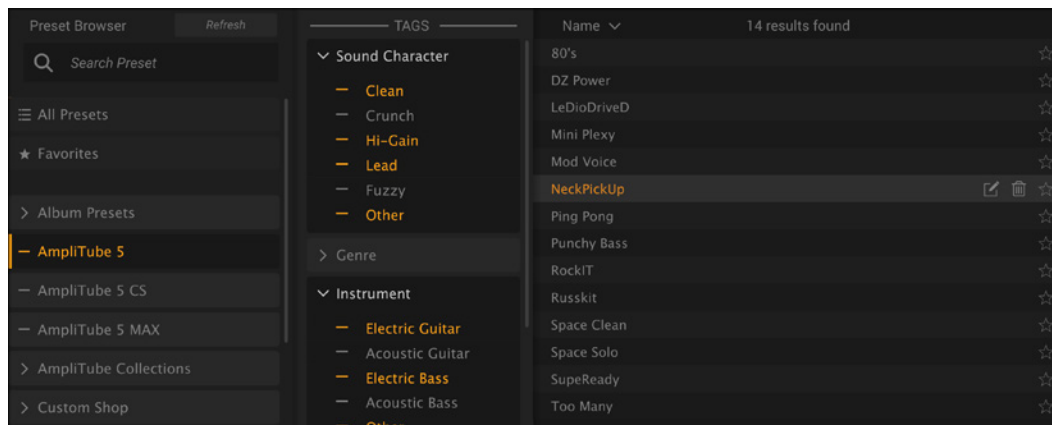 Preset Browser
Refresh
Search Preset
All Presets
Favorites
Album Presets
AmpliTube 5
AmpliTube 5 CS
AmpliTube 5 MAX
AmpliTube Collections
Custom Shop
TAGS
Sound Character
Clean
Crunch
Hi-Gain
Lead
Fuzzy
Other
Genre
Instrument
Electric Guitar
Acoustic Guitar
Electric Bass
Acoustic Bass
Other
Name
14 results found
80's
DZ Power
LeDioDriveD
Mini Plexy
Mod Voice
NeckPickUp
Ping Pong
Punchy Bass
RockIT
Russkit
Space Clean
Space Solo
SupeReady
Too Many